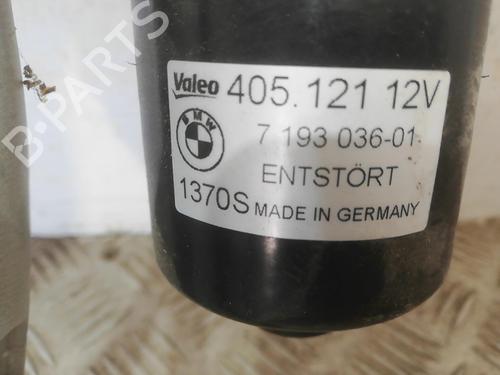 B-PARTS
Valeo 405.121 12V
BMW 7 193 036-01
ENTSTÖRT
1370S MADE IN GERMANY